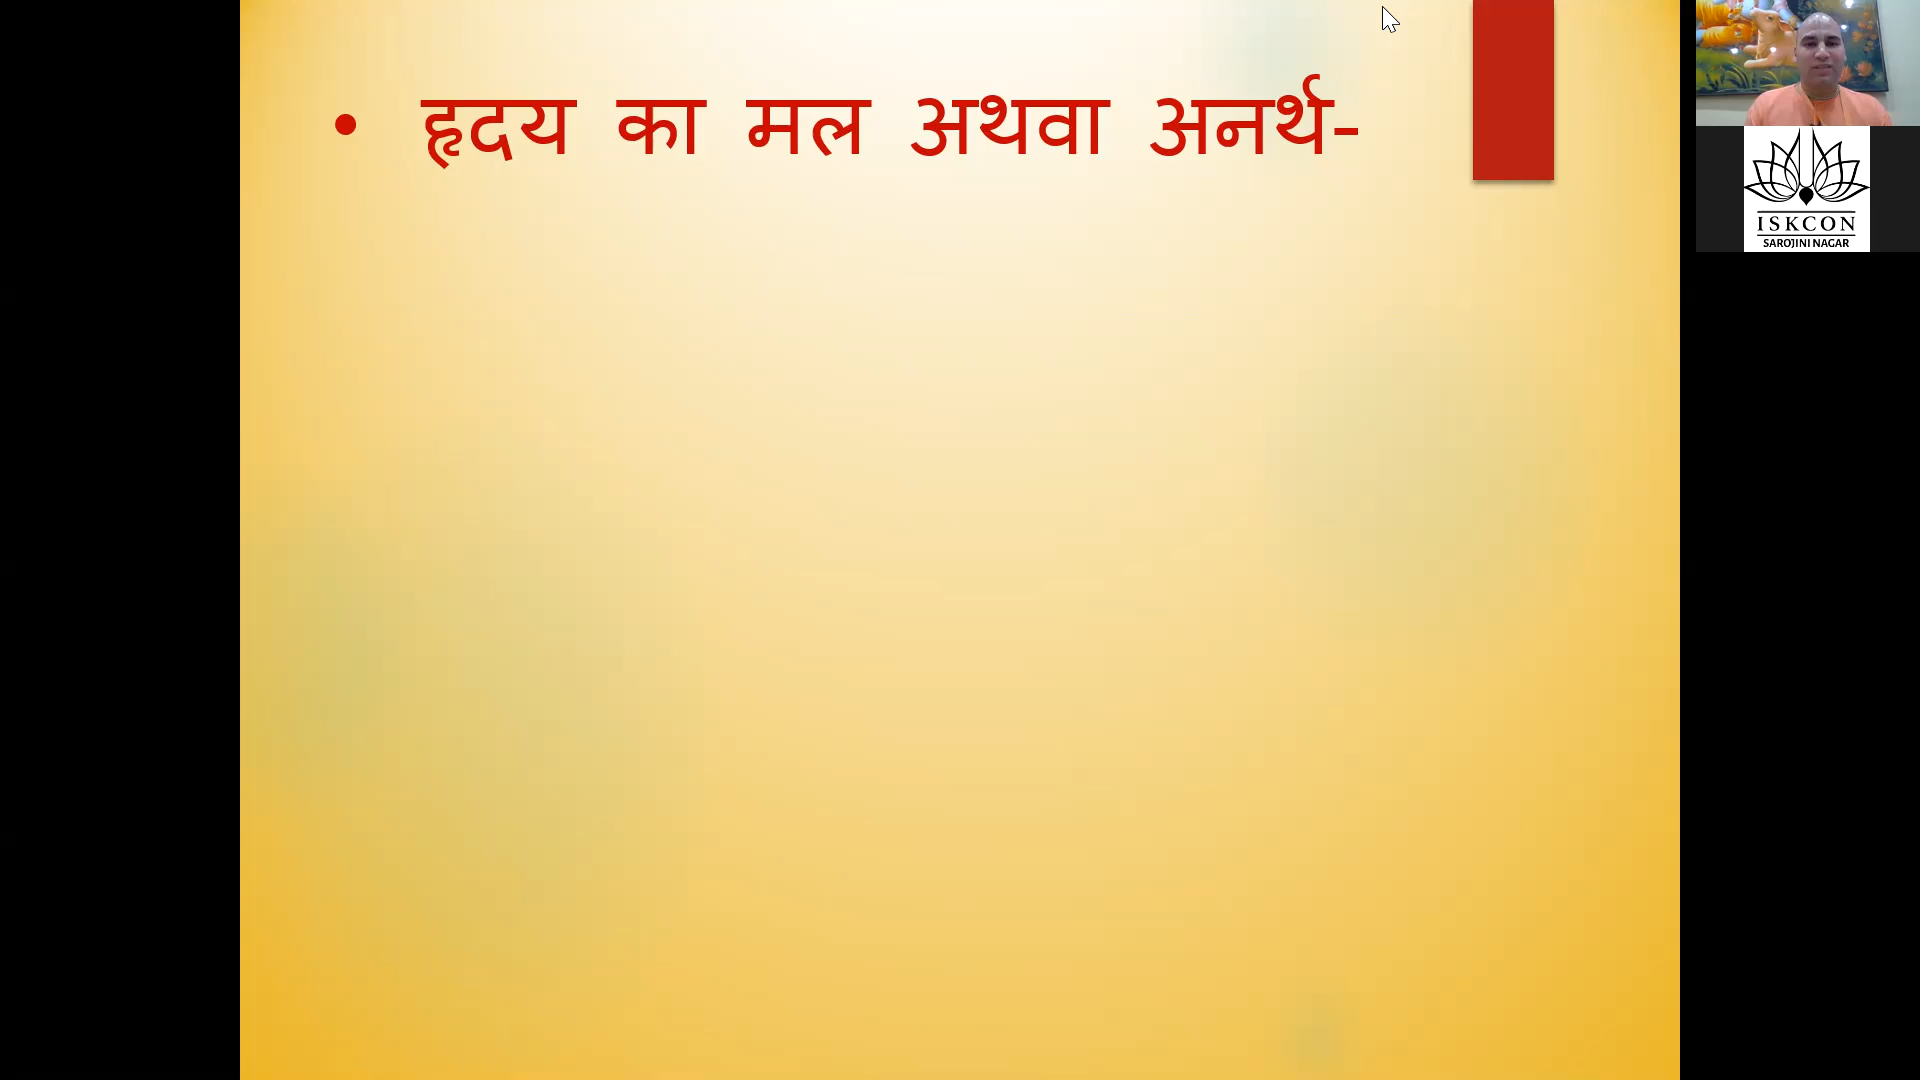 • हृदय का मल अथवा अनर्थ-
ISKCON
SAROJINI NAGAR